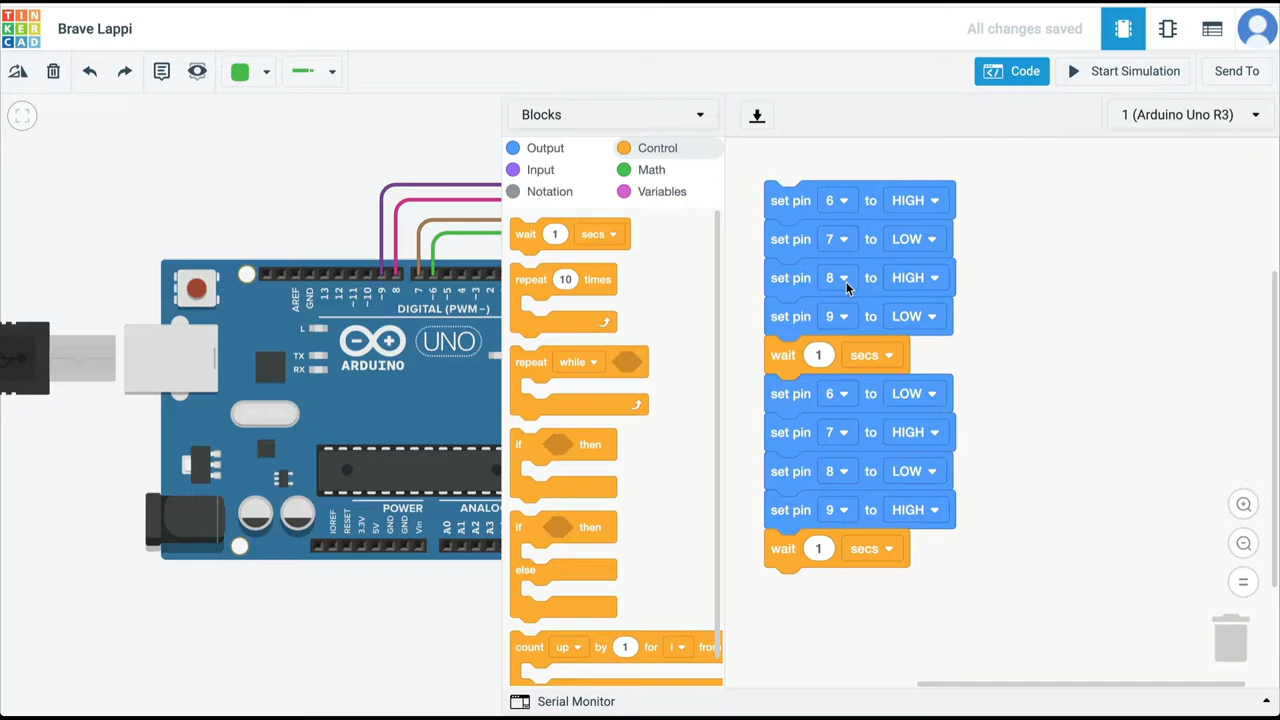 TIN
KER
CAD
Brave Lappi
All changes saved
Code
Start Simulation
Send To
Blocks
1 (Arduino Uno R3)
Output
Control
Input
Math
Notation
Variables
wait 1 secs
repeat 10 times
repeat while
if then
if then
else
count up by 1 for i from
set pin 6 to HIGH
set pin 7 to LOW
set pin 8 to HIGH
set pin 9 to LOW
wait 1 secs
set pin 6 to LOW
set pin 7 to HIGH
set pin 8 to LOW
set pin 9 to HIGH
wait 1 secs
AREF
GND
13
12
~11
~10
~9
8
7
~6
~5
4
~3
2
DIGITAL (PWM~)
L
TX
RX
ARDUINO
UNO
POWER
ANALOG
IOREF
RESET
3.3V
5V
GND
GND
Vin
A0
A1
A2
A3
Serial Monitor